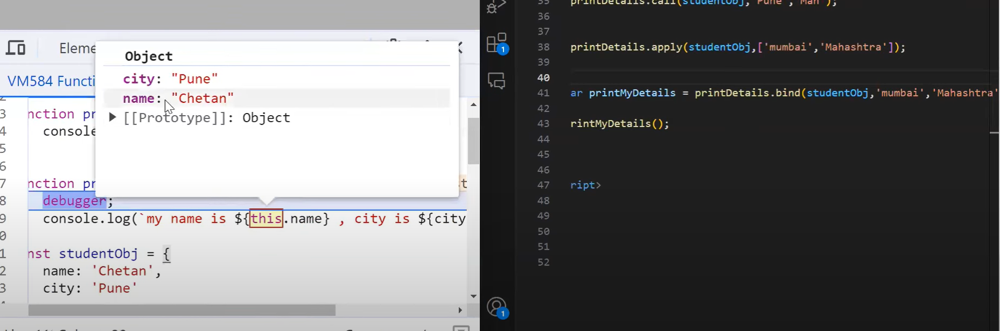 Eleme
Object
city: "Pune"
name: "Chetan"
[[Prototype]]: Object
VM584 Functi
3 nction pr
4 console
5
6
7 nction pr st
8 debugger;
9 console.log(`my name is ${this.name} , city is ${city
0
1 nst studentObj = {
2 name: 'Chetan',
3 city: 'Pune'
35 printDetails.call(studentObj,'Pune','Mah');
36
37
38 printDetails.apply(studentObj,['mumbai','Mahashtra']);
39
40
41 ar printMyDetails = printDetails.bind(studentObj,'mumbai','Mahashtra'
42
43 rintMyDetails();
44
45
46
47 ript>
48
49
50
51
52
1
1